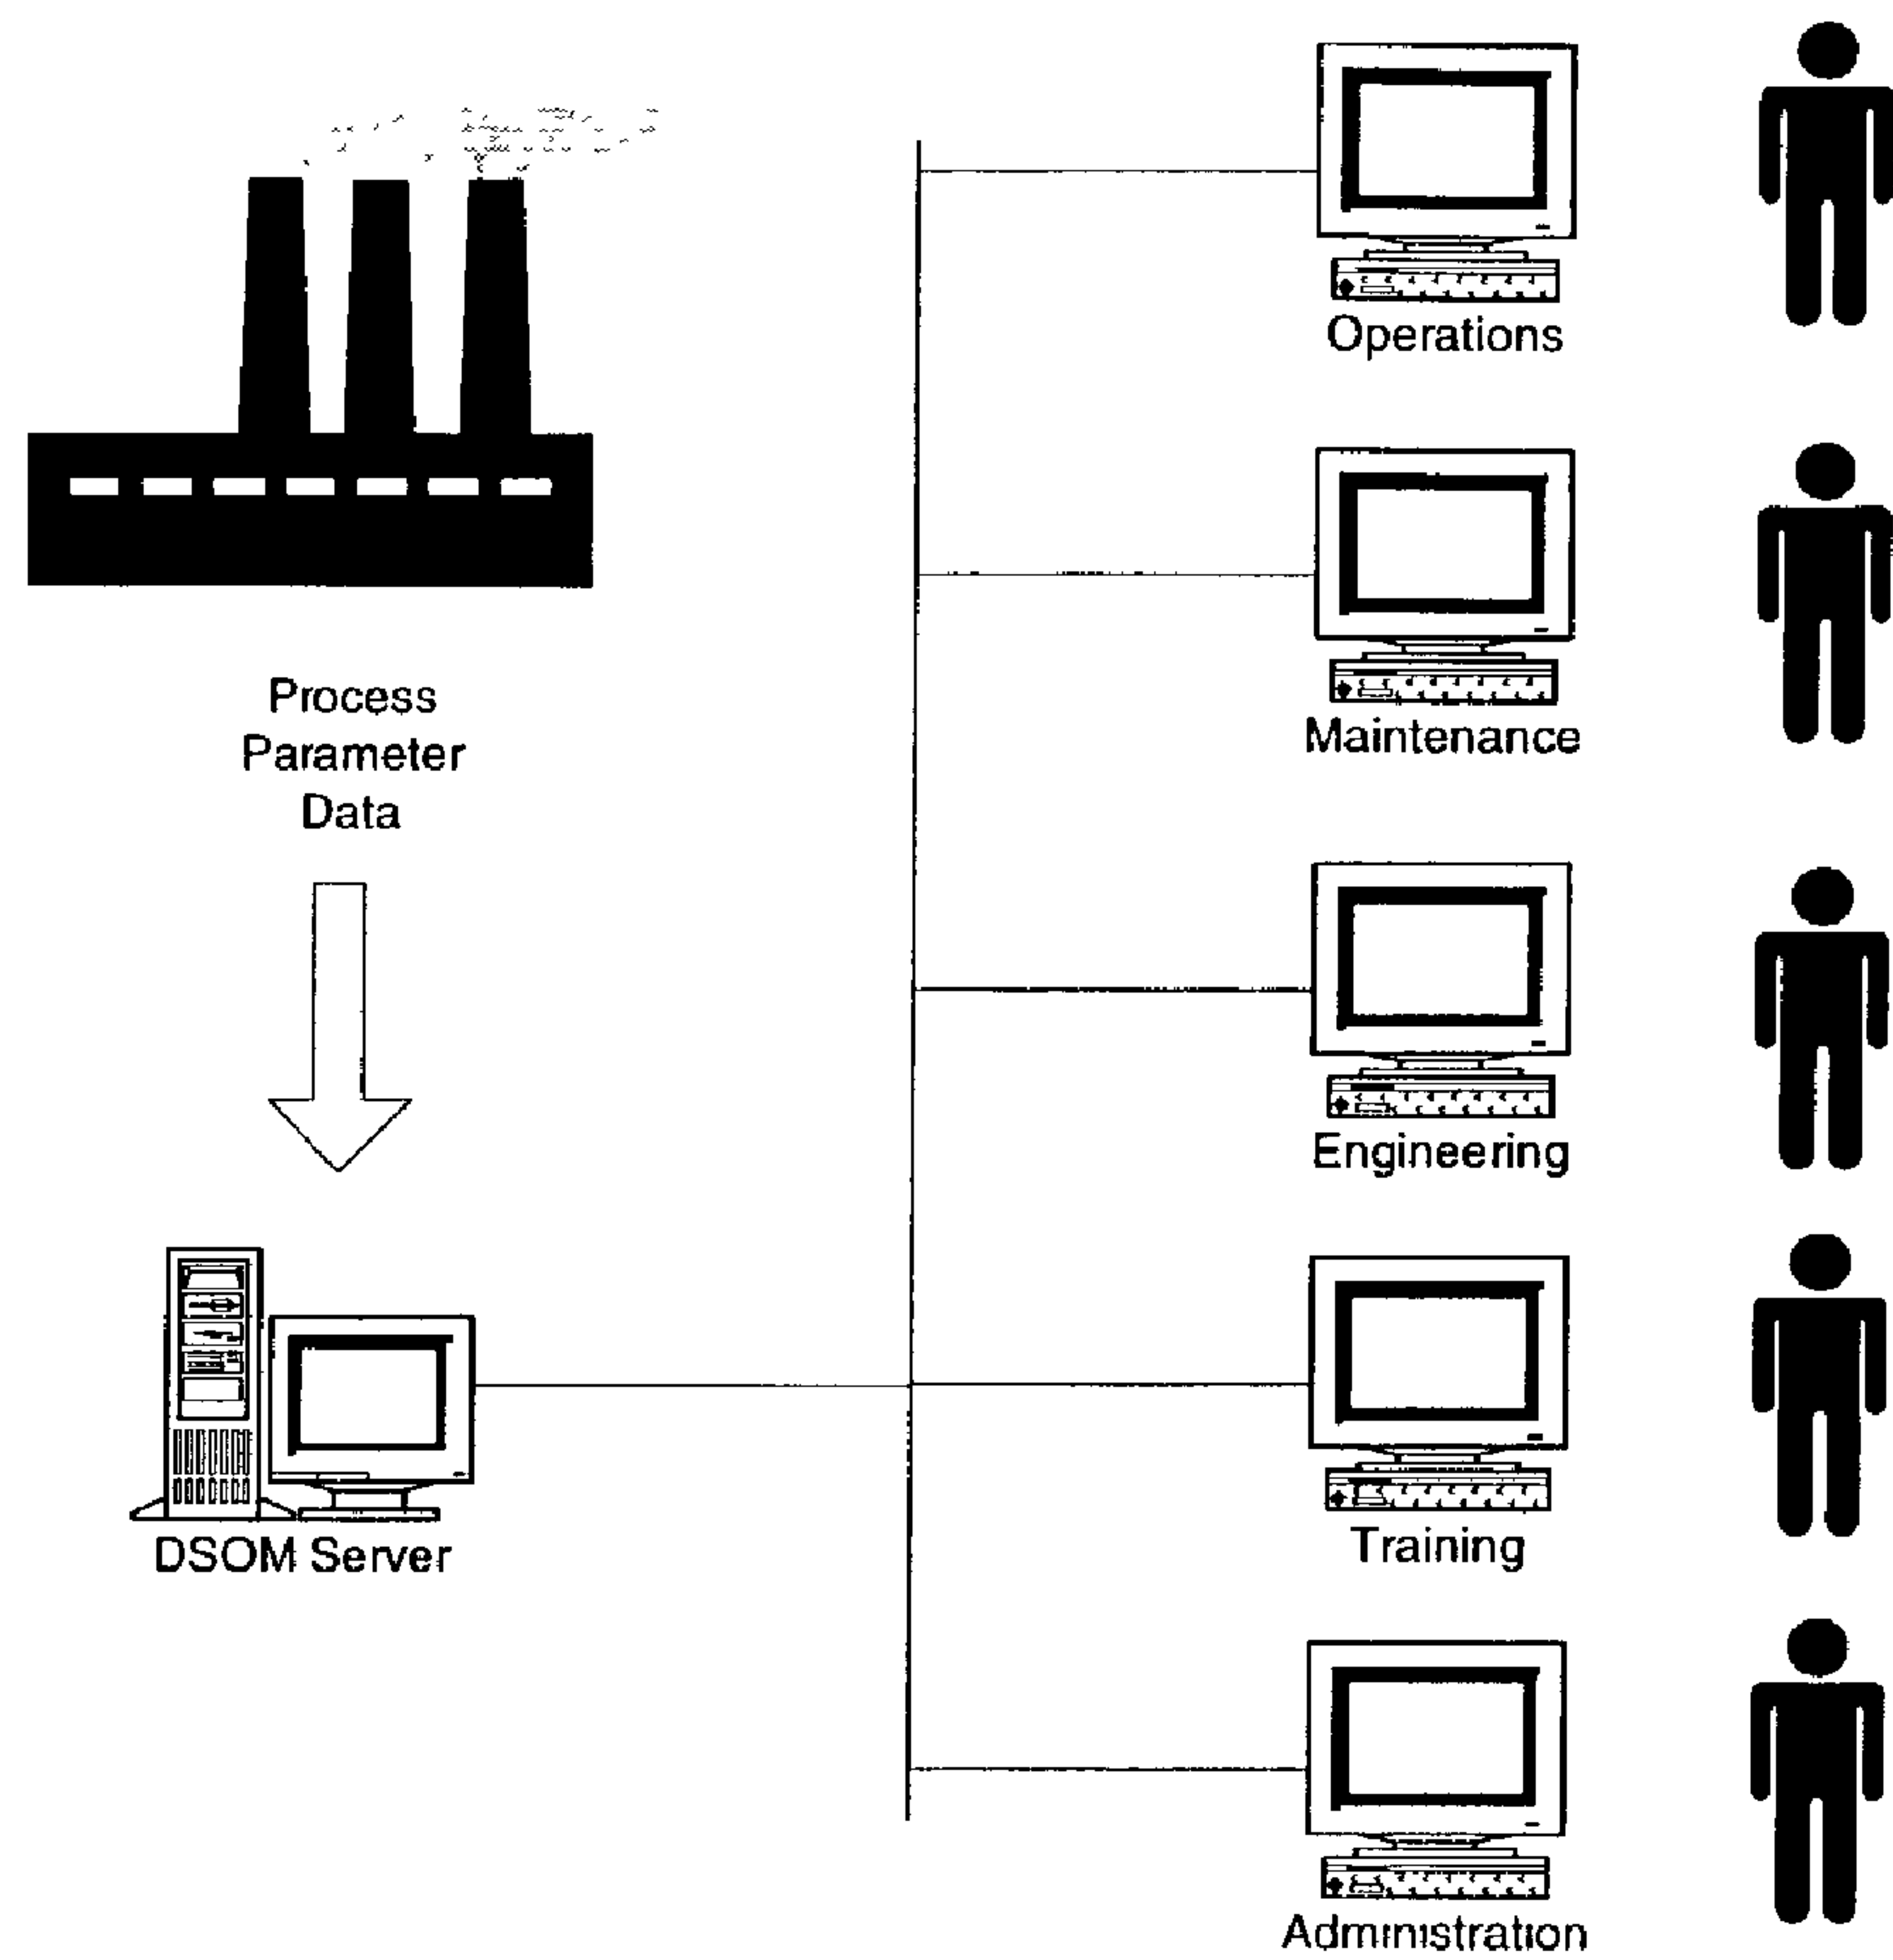 Process
Parameter
Data
DSOM Server
Operations
Maintenance
Engineering
Training
Administration